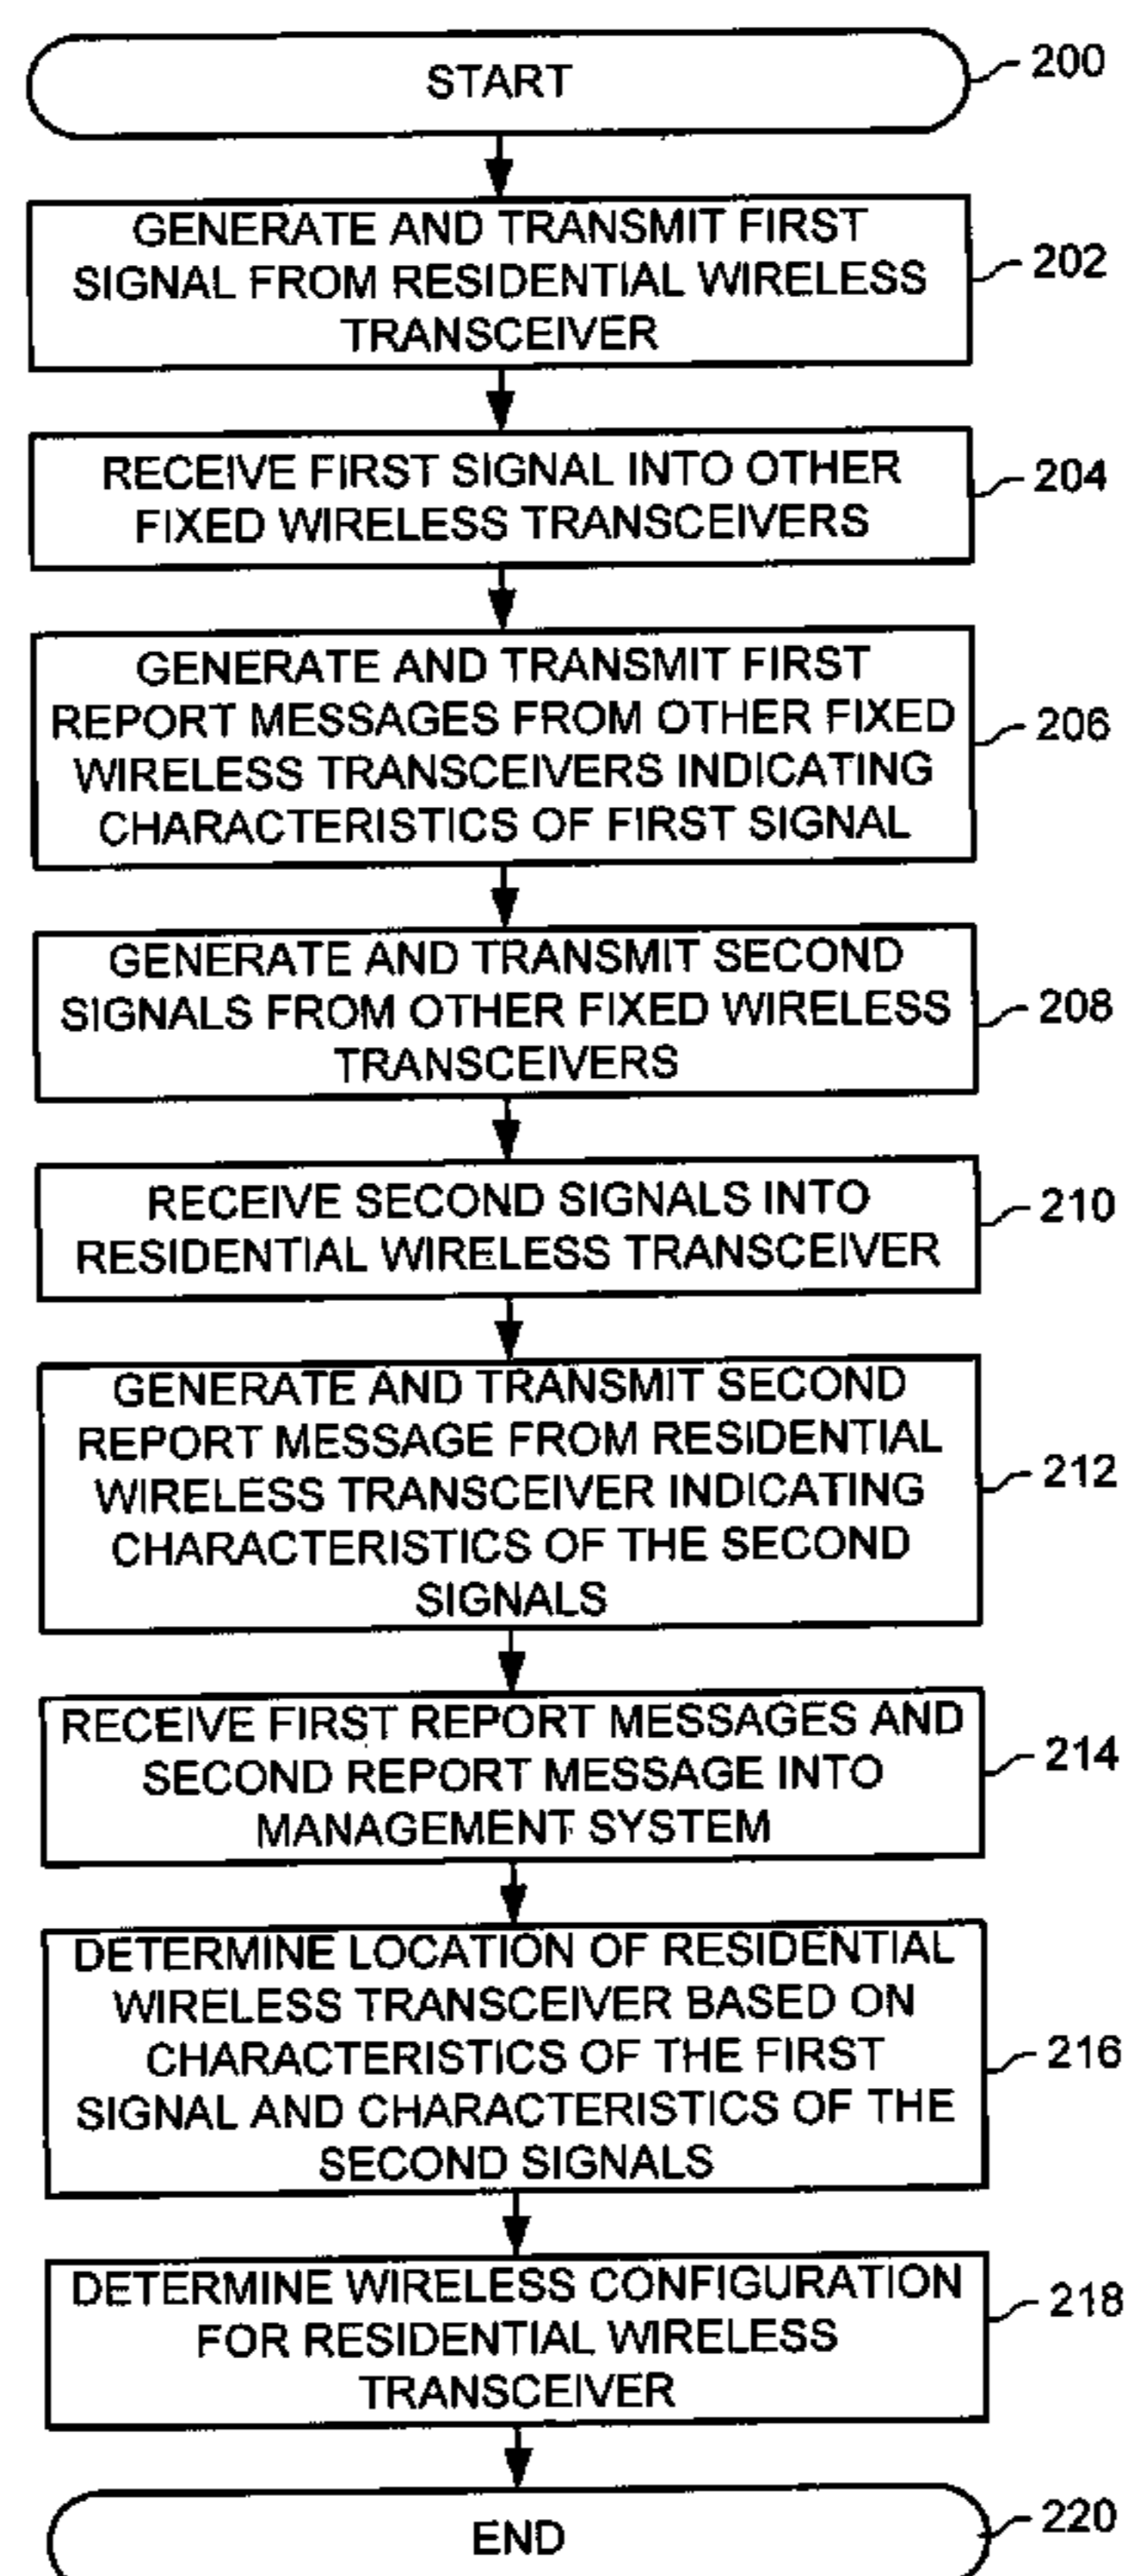 START
200
GENERATE AND TRANSMIT FIRST
SIGNAL FROM RESIDENTIAL WIRELESS
TRANSCEIVER
202
RECEIVE FIRST SIGNAL INTO OTHER
FIXED WIRELESS TRANSCEIVERS
204
GENERATE AND TRANSMIT FIRST
REPORT MESSAGES FROM OTHER FIXED
WIRELESS TRANSCEIVERS INDICATING
CHARACTERISTICS OF FIRST SIGNAL
206
GENERATE AND TRANSMIT SECOND
SIGNALS FROM OTHER FIXED WIRELESS
TRANSCEIVERS
208
RECEIVE SECOND SIGNALS INTO
RESIDENTIAL WIRELESS TRANSCEIVER
210
GENERATE AND TRANSMIT SECOND
REPORT MESSAGE FROM RESIDENTIAL
WIRELESS TRANSCEIVER INDICATING
CHARACTERISTICS OF THE SECOND
SIGNALS
212
RECEIVE FIRST REPORT MESSAGES AND
SECOND REPORT MESSAGE INTO
MANAGEMENT SYSTEM
214
DETERMINE LOCATION OF RESIDENTIAL
WIRELESS TRANSCEIVER BASED ON
CHARACTERISTICS OF THE FIRST
SIGNAL AND CHARACTERISTICS OF THE
SECOND SIGNALS
216
DETERMINE WIRELESS CONFIGURATION
FOR RESIDENTIAL WIRELESS
TRANSCEIVER
218
END
220